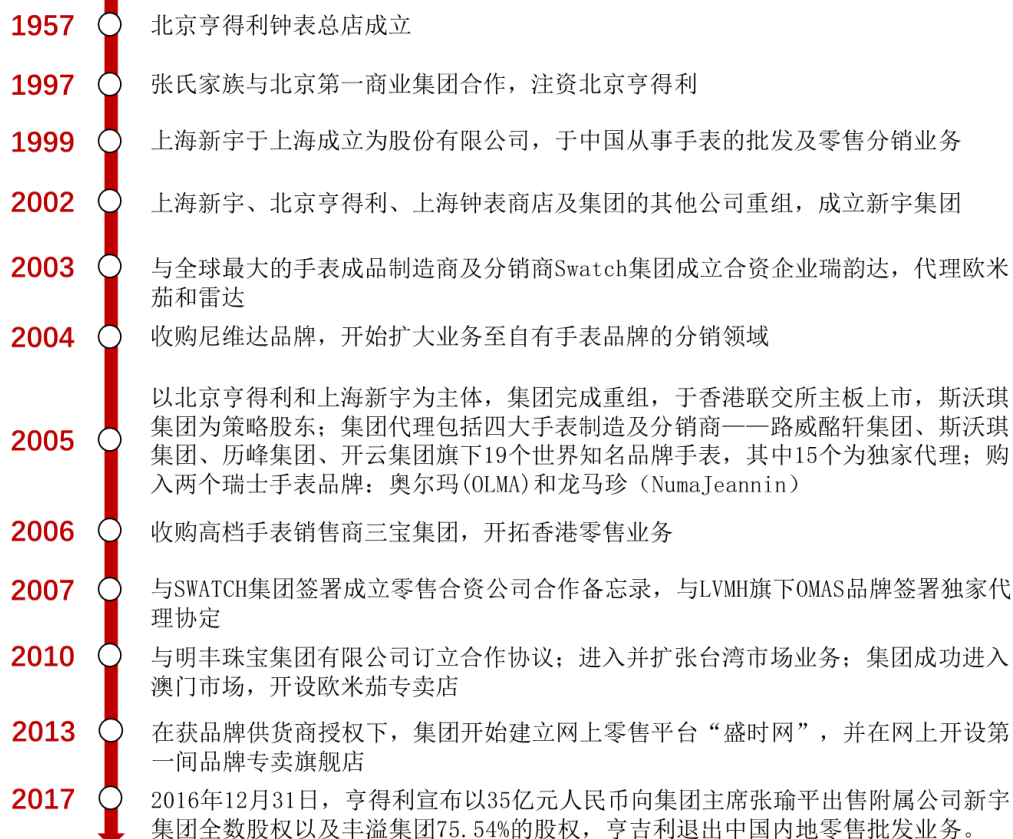 1957 北京亨得利钟表总店成立
1997 张氏家族与北京第一商业集团合作，注资北京亨得利
1999 上海新宇于上海成立为股份有限公司，于中国从事手表的批发及零售分销业务
2002 上海新宇、北京亨得利、上海钟表商店及集团的其他公司重组，成立新宇集团
2003 与全球最大的手表成品制造商及分销商Swatch集团成立合资企业瑞韵达，代理欧米
茄和雷达
2004 收购尼维达品牌，开始扩大业务至自有手表品牌的分销领域
以北京亨得利和上海新宇为主体，集团完成重组，于香港联交所主板上市，斯沃琪
集团为策略股东；集团代理包括四大手表制造及分销商——路威酩轩集团、斯沃琪
2005 集团、历峰集团、开云集团旗下19个世界知名品牌手表，其中15个为独家代理；购
入两个瑞士手表品牌：奥尔玛(OLMA)和龙马珍（NumaJeannin）
2006 收购高档手表销售商三宝集团，开拓香港零售业务
2007 与SWATCH集团签署成立零售合资公司合作备忘录，与LVMH旗下OMAS品牌签署独家代
理协定
2010 与明丰珠宝集团有限公司订立合作协议；进入并扩张台湾市场业务；集团成功进入
澳门市场，开设欧米茄专卖店
2013 在获品牌供货商授权下，集团开始建立网上零售平台“盛时网”，并在网上开设第
一间品牌专卖旗舰店
2017 2016年12月31日，亨得利宣布以35亿元人民币向集团主席张瑜平出售附属公司新宇
集团全数股权以及丰溢集团75.54%的股权，亨吉利退出中国内地零售批发业务。